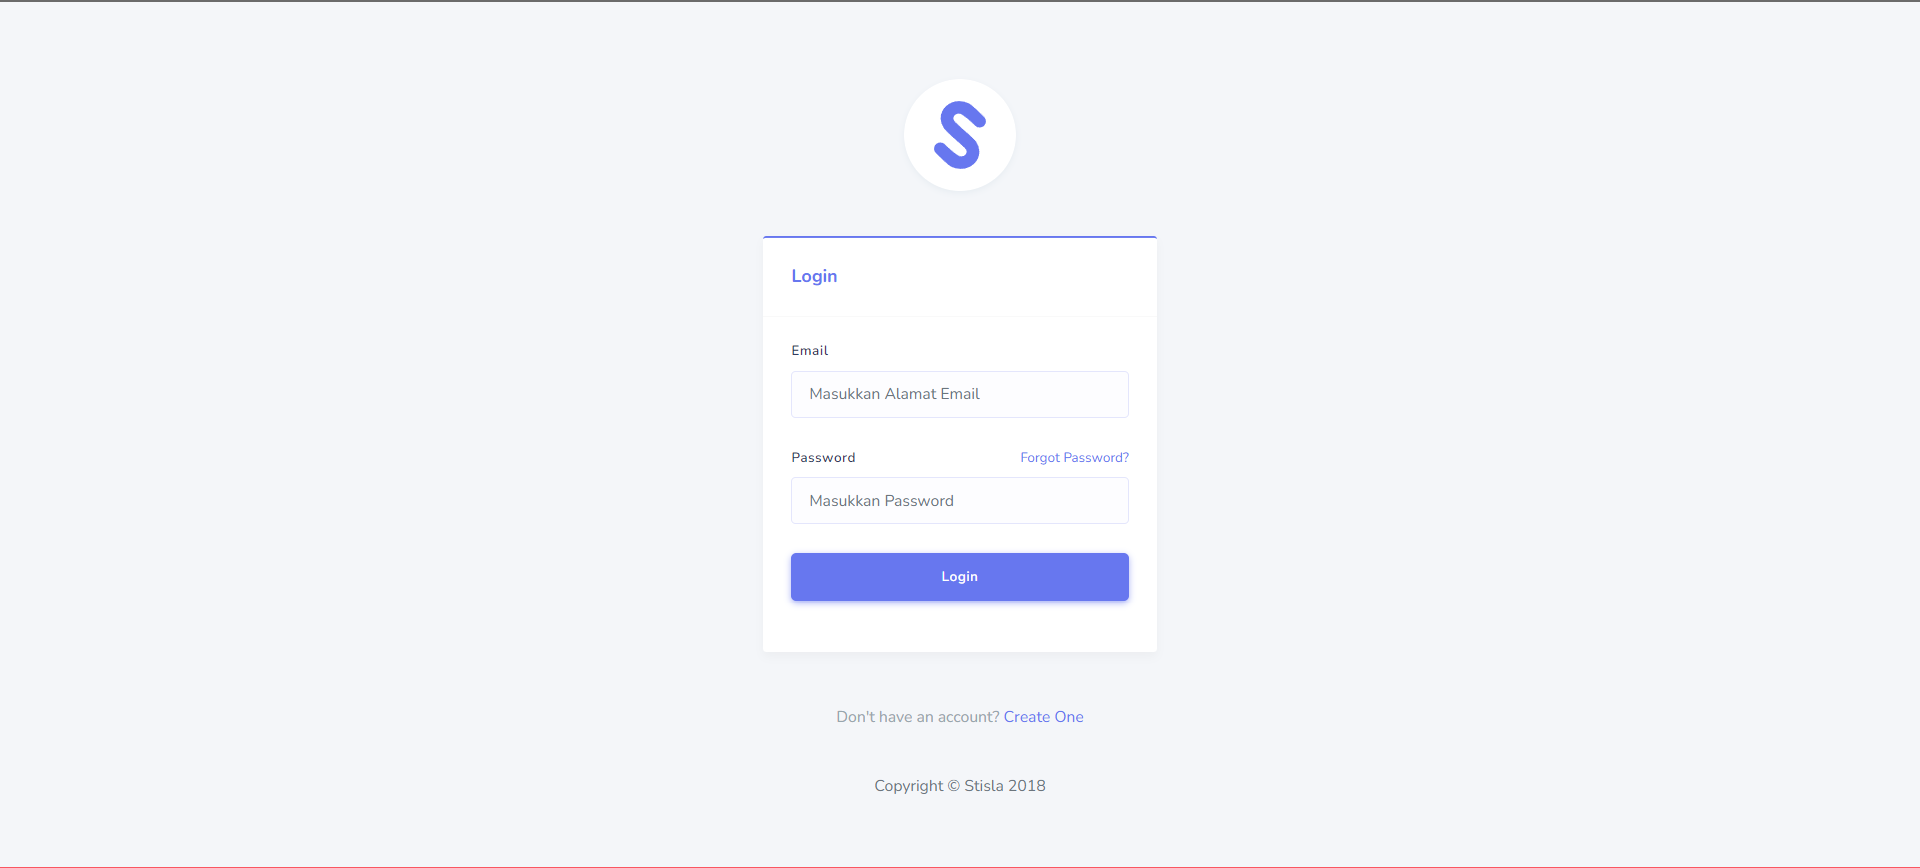 S
Login
Email
Masukkan Alamat Email
Password Forgot Password?
Masukkan Password
Login
Don't have an account? Create One
Copyright © Stisla 2018